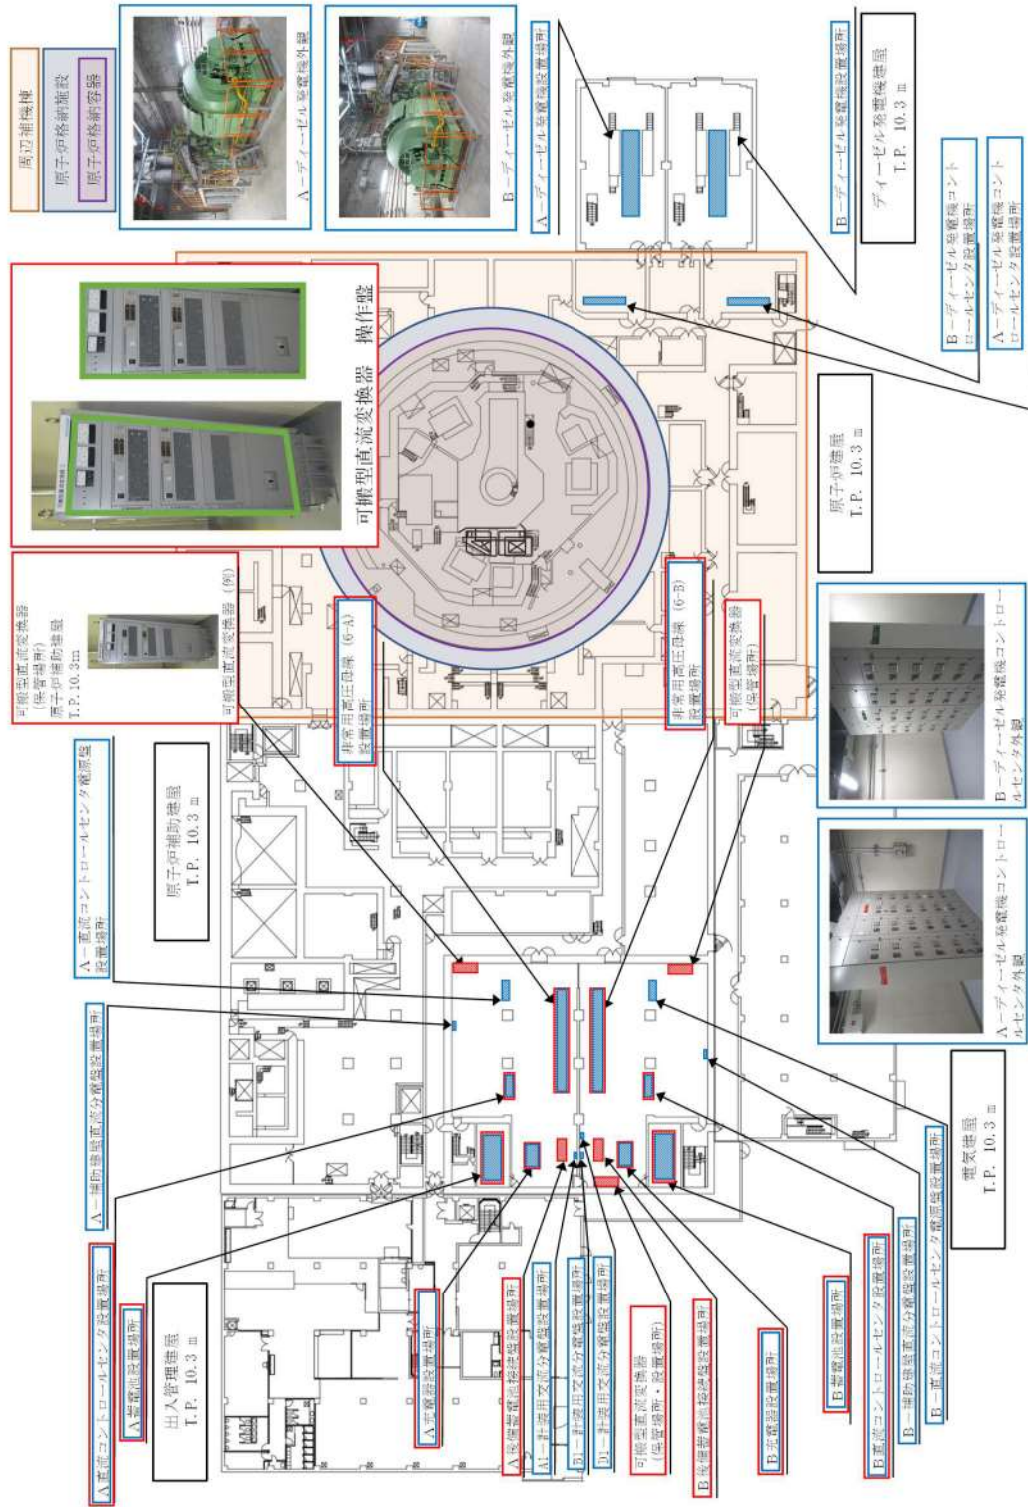 周辺補機棟
原子炉格納施設
原子炉格納容器
A－ディーゼル発電機外観
B－ディーゼル発電機外観
A－ディーゼル発電機設置場所
B－ディーゼル発電機設置場所
ディーゼル発電機建屋
T.P. 10.3 m
B－ディーゼル発電機コント
ロールセンタ設置場所
A－ディーゼル発電機コント
ロールセンタ設置場所
可搬型直流変換器　操作盤
原子炉建屋
T.P. 10.3 m
可搬型直流変換器
(保管場所)
原子炉補助建屋
T.P. 10.3m
可搬型直流変換器 (例)
非常用高圧母線 (6-A)
設置場所
非常用高圧母線 (6-B)
設置場所
可搬型直流変換器
(保管場所)
B－ディーゼル発電機コントロー
ルセンタ外観
A－ディーゼル発電機コントロー
ルセンタ外観
A－直流コントロールセンタ電源盤
設置場所
原子炉補助建屋
T.P. 10.3 m
A－補助建屋直流分電盤設置場所
A直流コントロールセンタ設置場所
A蓄電池設置場所
出入管理建屋
T.P. 10.3 m
A充電器設置場所
A後備蓄電池接続盤設置場所
A1－計装用交流分電盤設置場所
B1－計装用交流分電盤設置場所
D1－計装用交流分電盤設置場所
可搬型直流変換器
(保管場所・設置場所)
B後備蓄電池接続盤設置場所
B充電器設置場所
B蓄電池設置場所
B直流コントロールセンタ設置場所
B－補助建屋直流分電盤設置場所
B－直流コントロールセンタ電源盤設置場所
電気建屋
T.P. 10.3 m